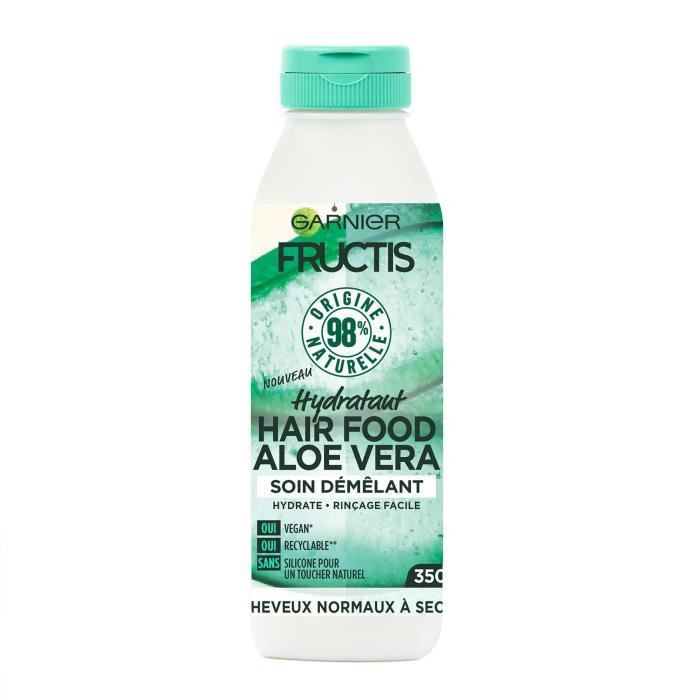 GARNIER
FRUCTIS
ORIGINE
98%
NATURELLE
NOUVEAU
Hydratant
HAIR FOOD
ALOE VERA
SOIN DÉMÊLANT
HYDRATE • RINÇAGE FACILE
OUI VEGAN*
OUI RECYCLABLE**
SANS SILICONE POUR
UN TOUCHER NATUREL
350
HEVEUX NORMAUX À SEC